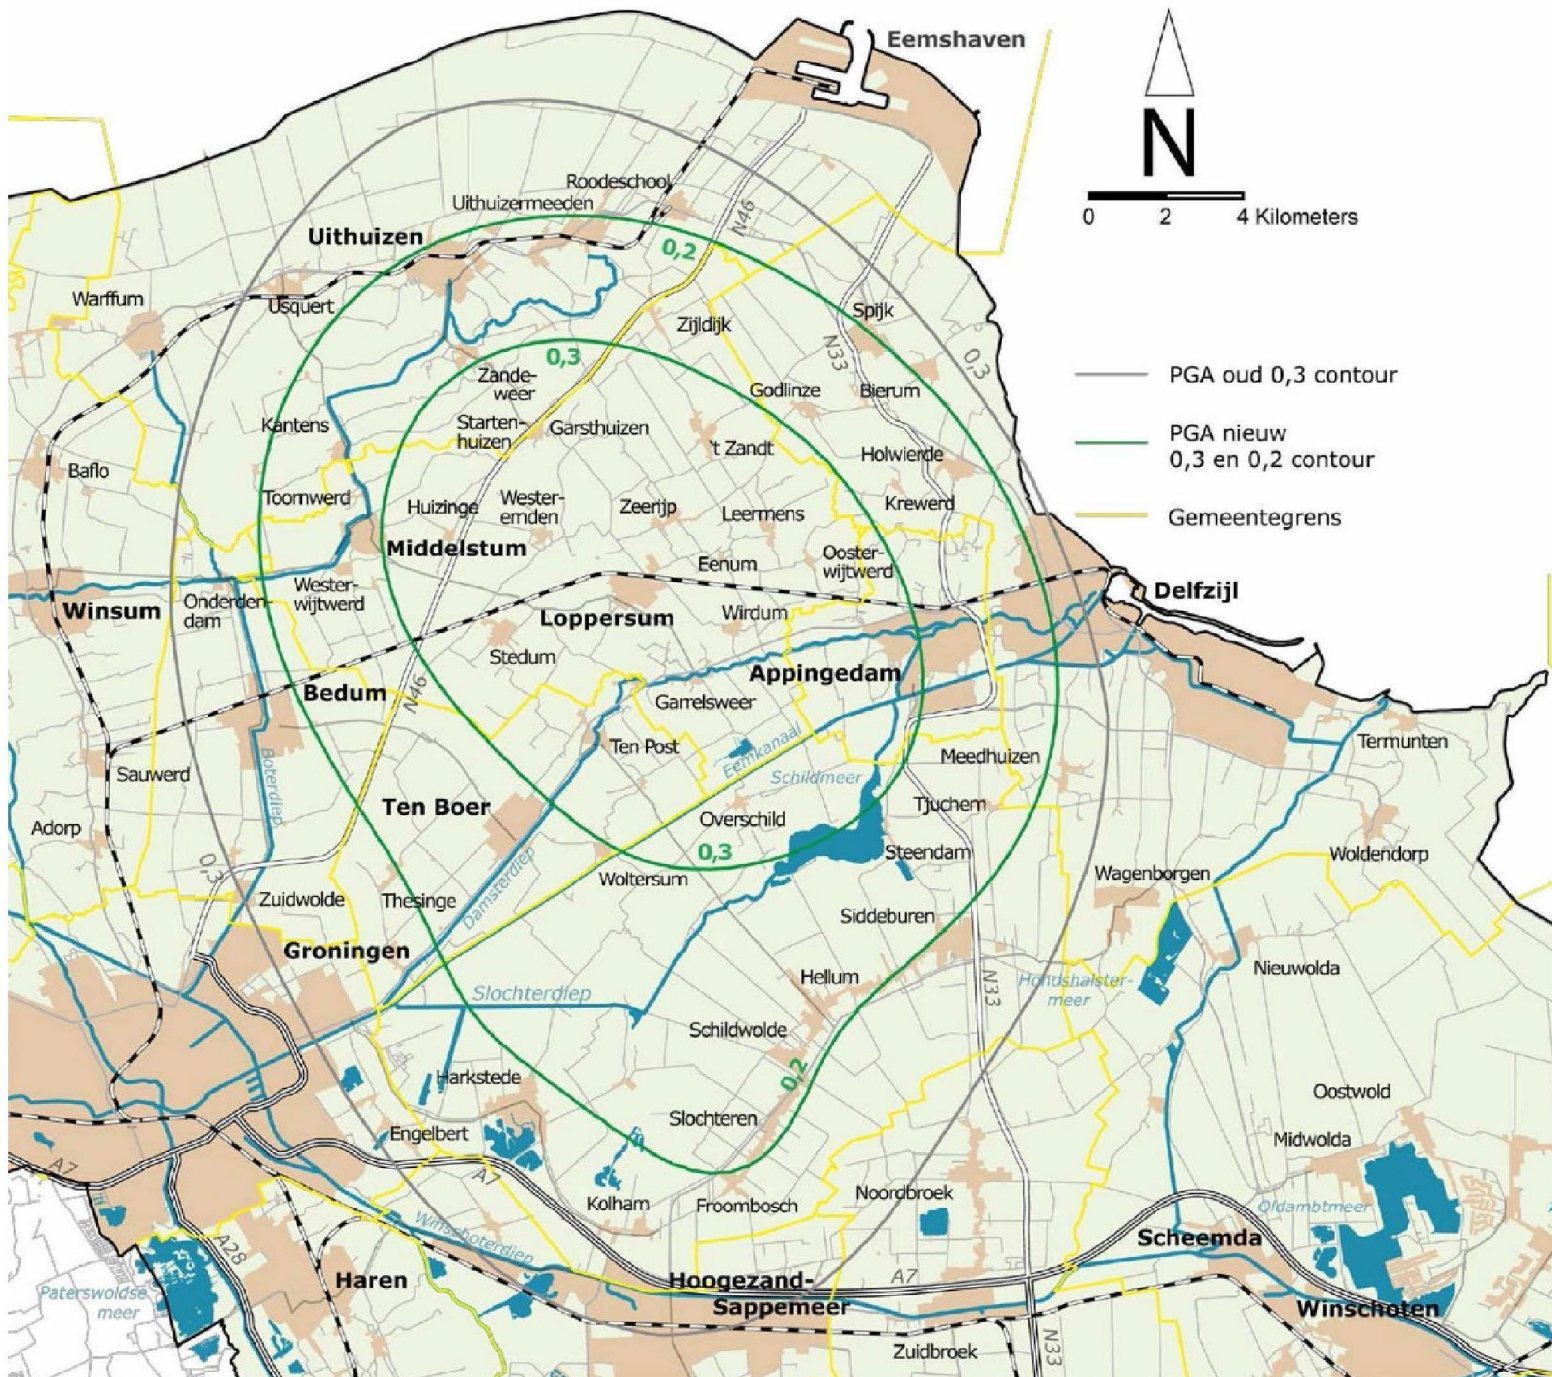 Eemshaven
N
0 2 4 Kilometers
Roodeschool
Uithuizermeeden
N46
Uithuizen
0,2
Warffum
Usquert
Spijk
Zijldijk
N33
0,3
0,3
PGA oud 0,3 contour
Zande-
weer
Godlinze
Bierum
Kantens
Starten-
huizen
Garsthuizen
PGA nieuw
0,3 en 0,2 contour
't Zandt
Holwierde
Baflo
Toornwerd
Huizinge
Wester-
emden
Zeerijp
Leermens
Krewerd
Gemeentegrens
Middelstum
Eenum
Ooster-
wijtwerd
Winsum
Onderden-
dam
Wester-
wijtwerd
Loppersum
Wirdum
Delfzijl
Stedum
Appingedam
Bedum
N46
Garrelsweer
Ten Post
Eemkanaal
Meedhuizen
Termunten
Boterdiep
Sauwerd
Schildmeer
Ten Boer
Tjuchem
Adorp
Overschild
0,3
Steendam
Woldendorp
0,3
Damsterdiep
Woltersum
Wagenborgen
Zuidwolde
Thesinge
Siddeburen
Groningen
Hellum
N33
Hondshalster-
meer
Nieuwolda
Slochterdiep
Schildwolde
0,2
Harkstede
Oostwold
Slochteren
Engelbert
Midwolda
A7
A7
Kolham
Froombosch
Noordbroek
Oldambtmeer
Winschoterdiep
Scheemda
A28
Haren
Hoogezand-
Sappemeer
A7
Paterswoldse
meer
Winschoten
Zuidbroek
N33